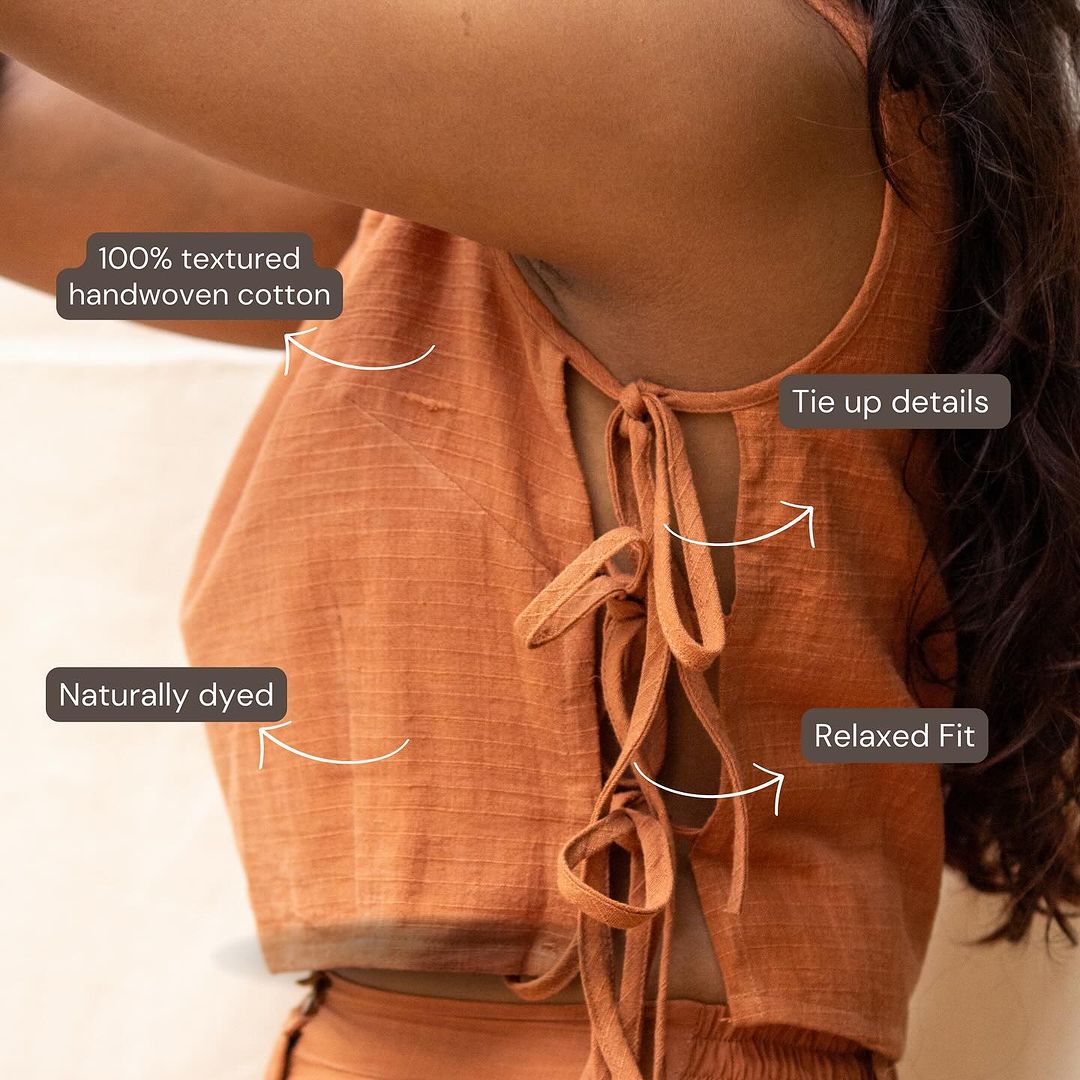 100% textured
handwoven cotton
Tie up details
Naturally dyed
Relaxed Fit